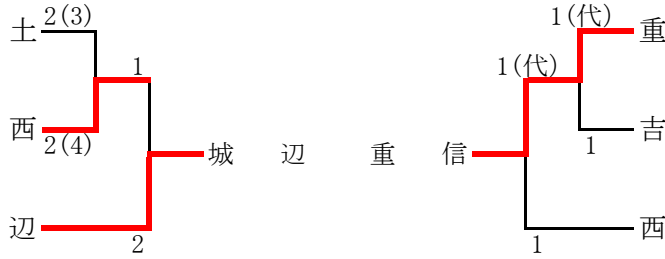 土 2(3) 1(代) 重
1 1(代)
西 2(4) 1 吉
城 辺 重 信
辺 2 1 西